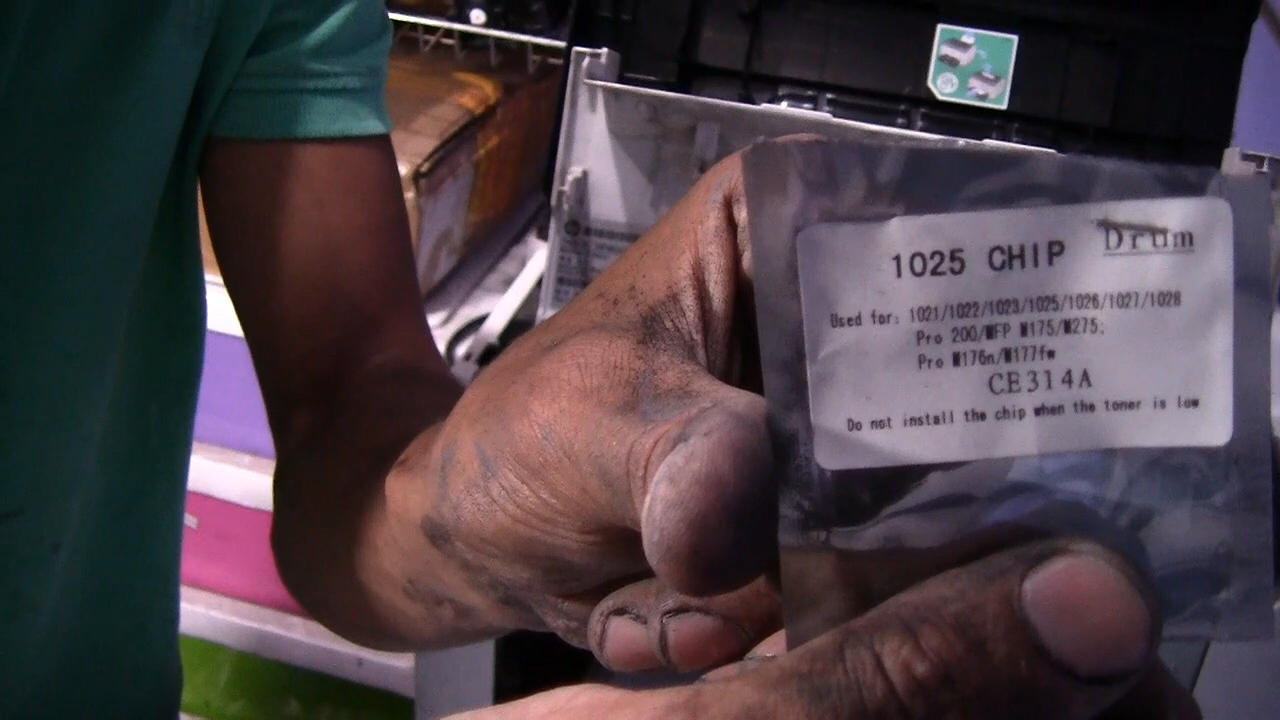 1025 CHIP Drum
Used for: 1021/1022/1023/1025/1026/1027/1028
Pro 200/MFP M175/M275;
Pro M176n/M177fw
CE314A
Do not install the chip when the toner is low